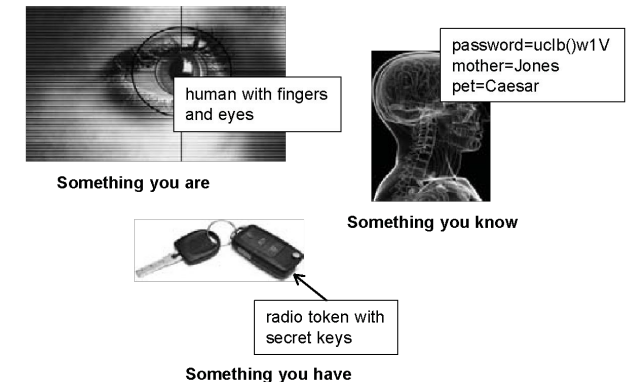 human with fingers
and eyes
Something you are
password=uclb()w1V
mother=Jones
pet=Caesar
Something you know
radio token with
secret keys
Something you have